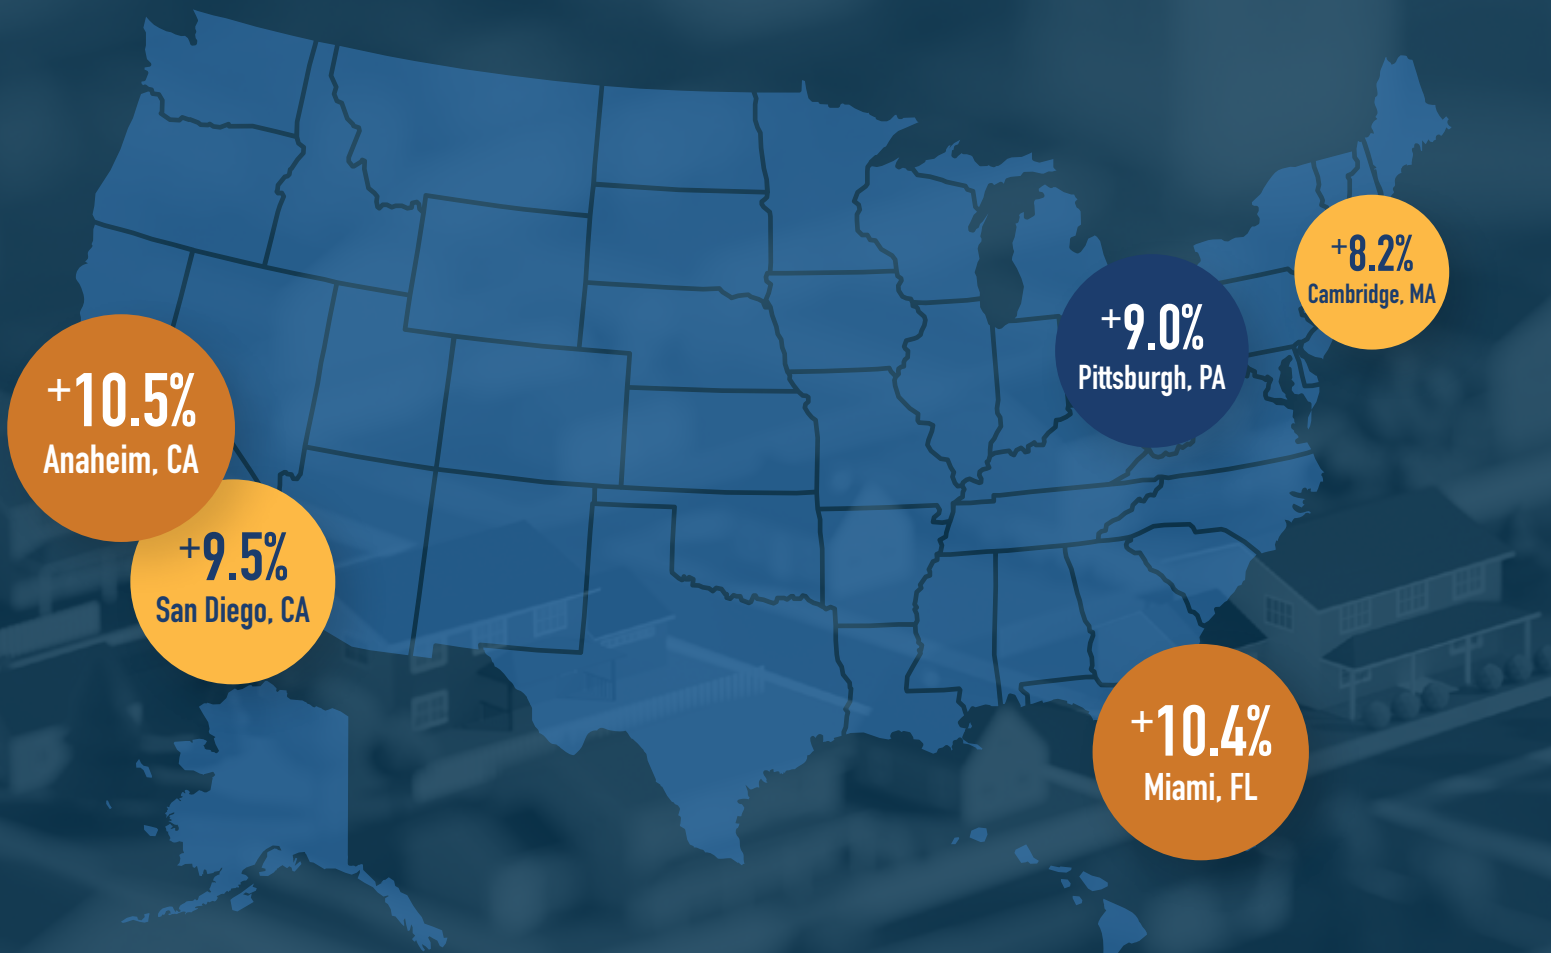 +8.2%
Cambridge, MA
+9.0%
Pittsburgh, PA
+10.5%
Anaheim, CA
+9.5%
San Diego, CA
+10.4%
Miami, FL